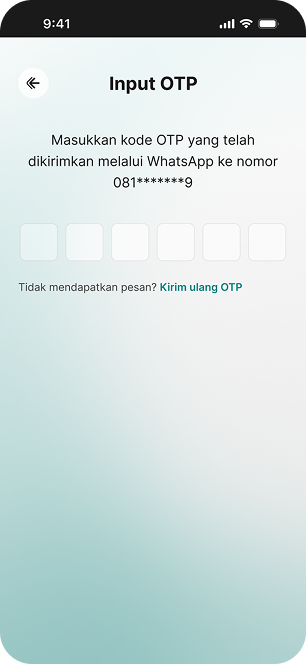 9:41
Input OTP
Masukkan kode OTP yang telah
dikirimkan melalui WhatsApp ke nomor
081*******9
Tidak mendapatkan pesan? Kirim ulang OTP